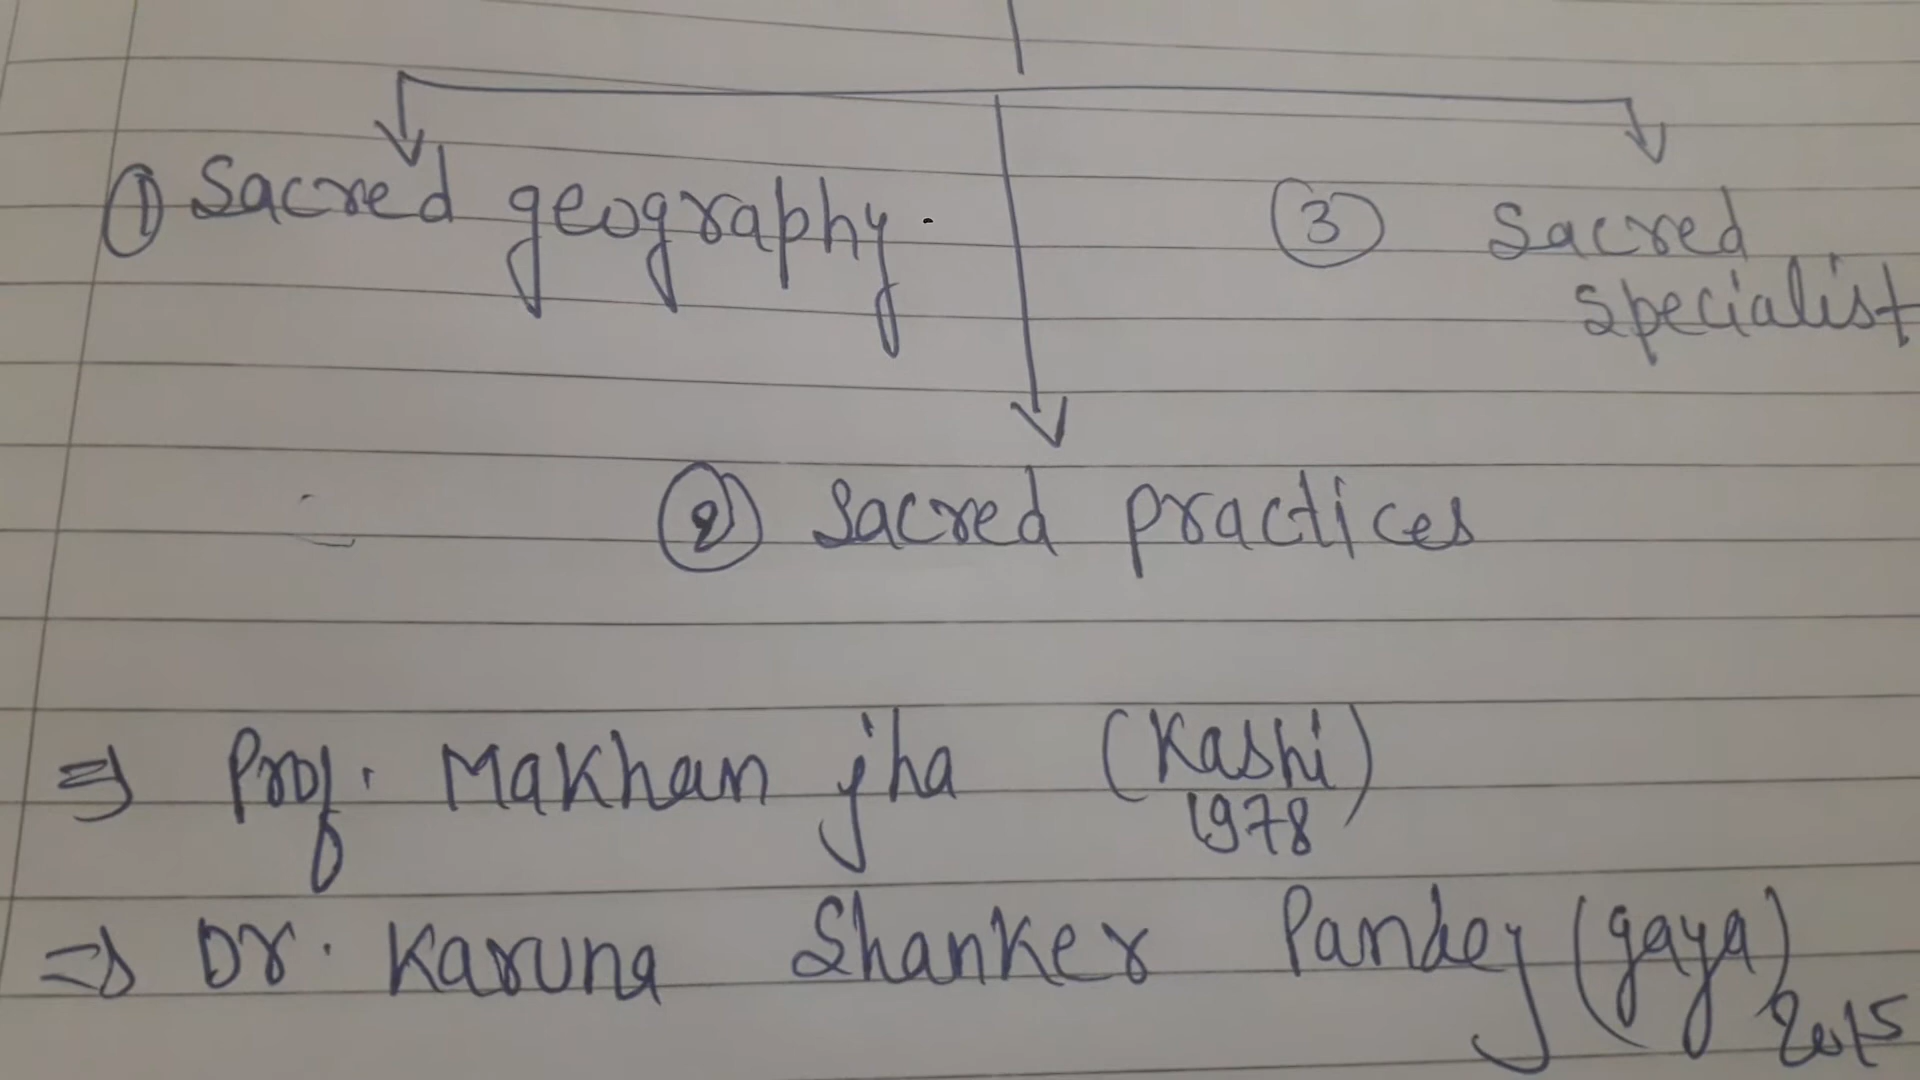 ① Sacred geography.
③ Sacred
specialist
② Sacred practices
⇒ Prof. Makhan jha (Kashi)
1978
⇒ Dr. Karuna Shanker Pandey (gaya)
2015